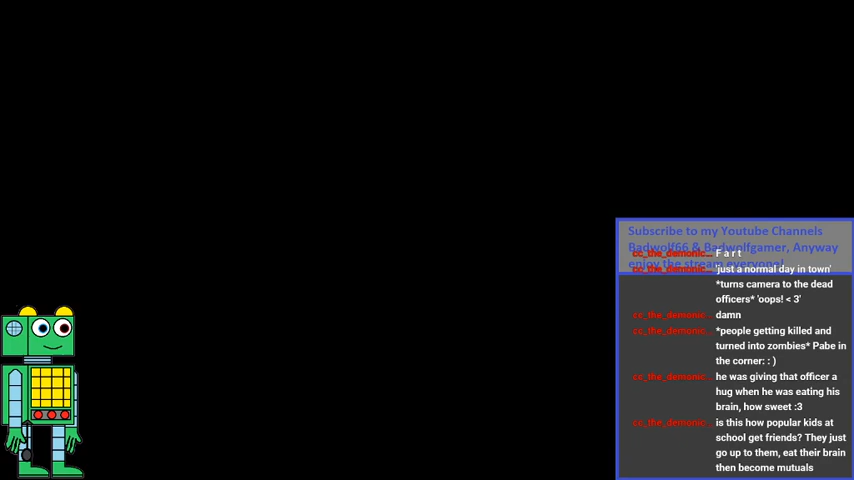 Subscribe to my Youtube Channels
Badwolf66 & Badwolfgamer, Anyway
enjoy the stream everyone!
cc_the_demonic... F a r t
cc_the_demonic... 'just a normal day in town'
*turns camera to the dead
officers* 'oops! < 3'
cc_the_demonic... damn
cc_the_demonic... *people getting killed and
turned into zombies* Pabe in
the corner: : )
cc_the_demonic... he was giving that officer a
hug when he was eating his
brain, how sweet :3
cc_the_demonic... is this how popular kids at
school get friends? They just
go up to them, eat their brain
then become mutuals